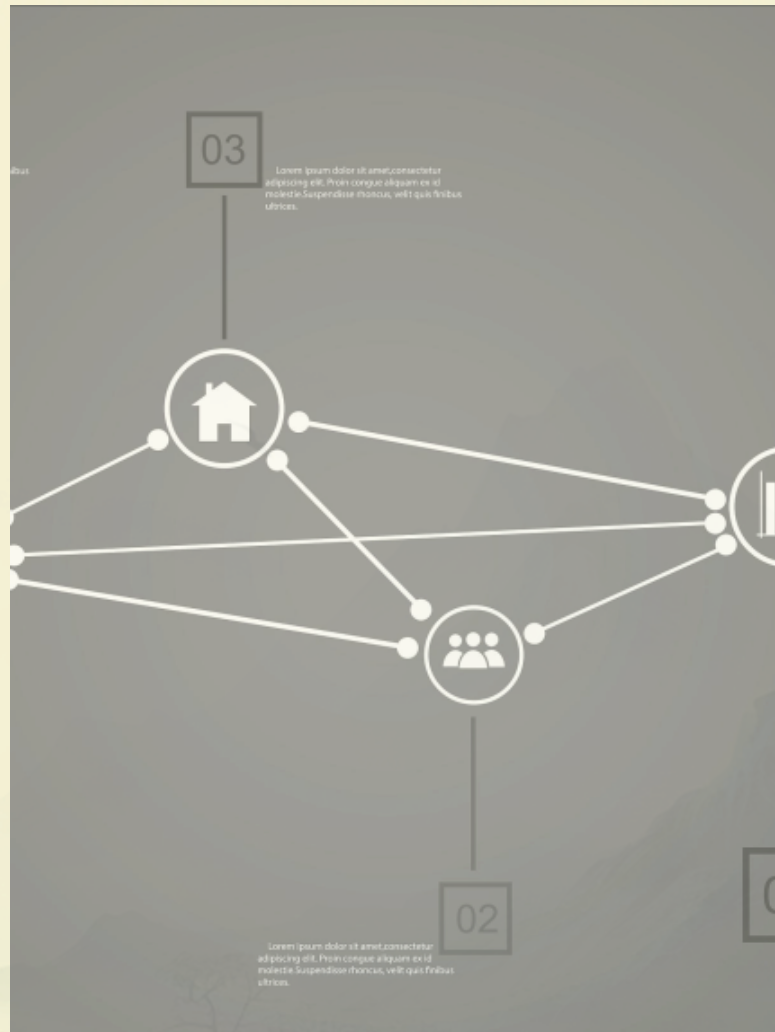 03
Lorem ipsum dolor sit amet,consectetur
adipiscing elit. Proin congue aliquam ex id
molestie.Suspendisse rhoncus, velit quis finibus
ultrices.
02
Lorem ipsum dolor sit amet,consectetur
adipiscing elit. Proin congue aliquam ex id
molestie.Suspendisse rhoncus, velit quis finibus
ultrices.